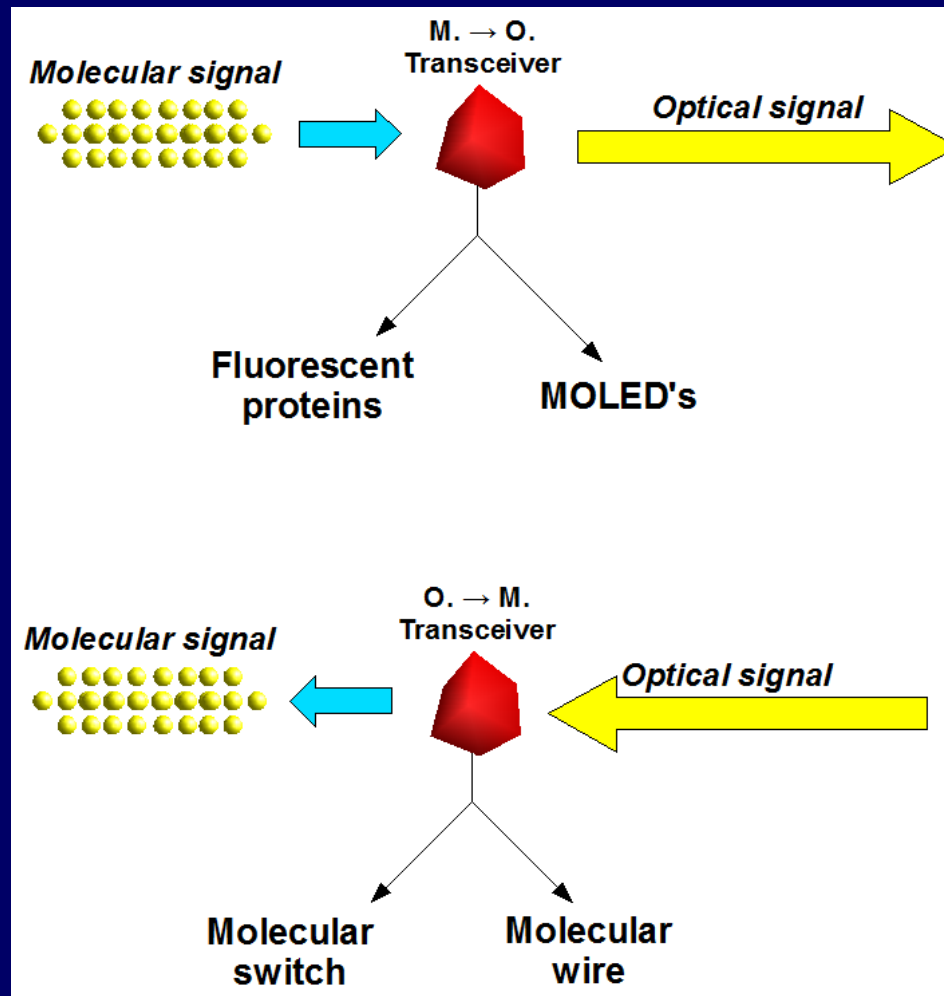 M. → O.
Transceiver
Molecular signal
Optical signal
Fluorescent
proteins
MOLED's
O. → M.
Transceiver
Molecular signal
Optical signal
Molecular
switch
Molecular
wire